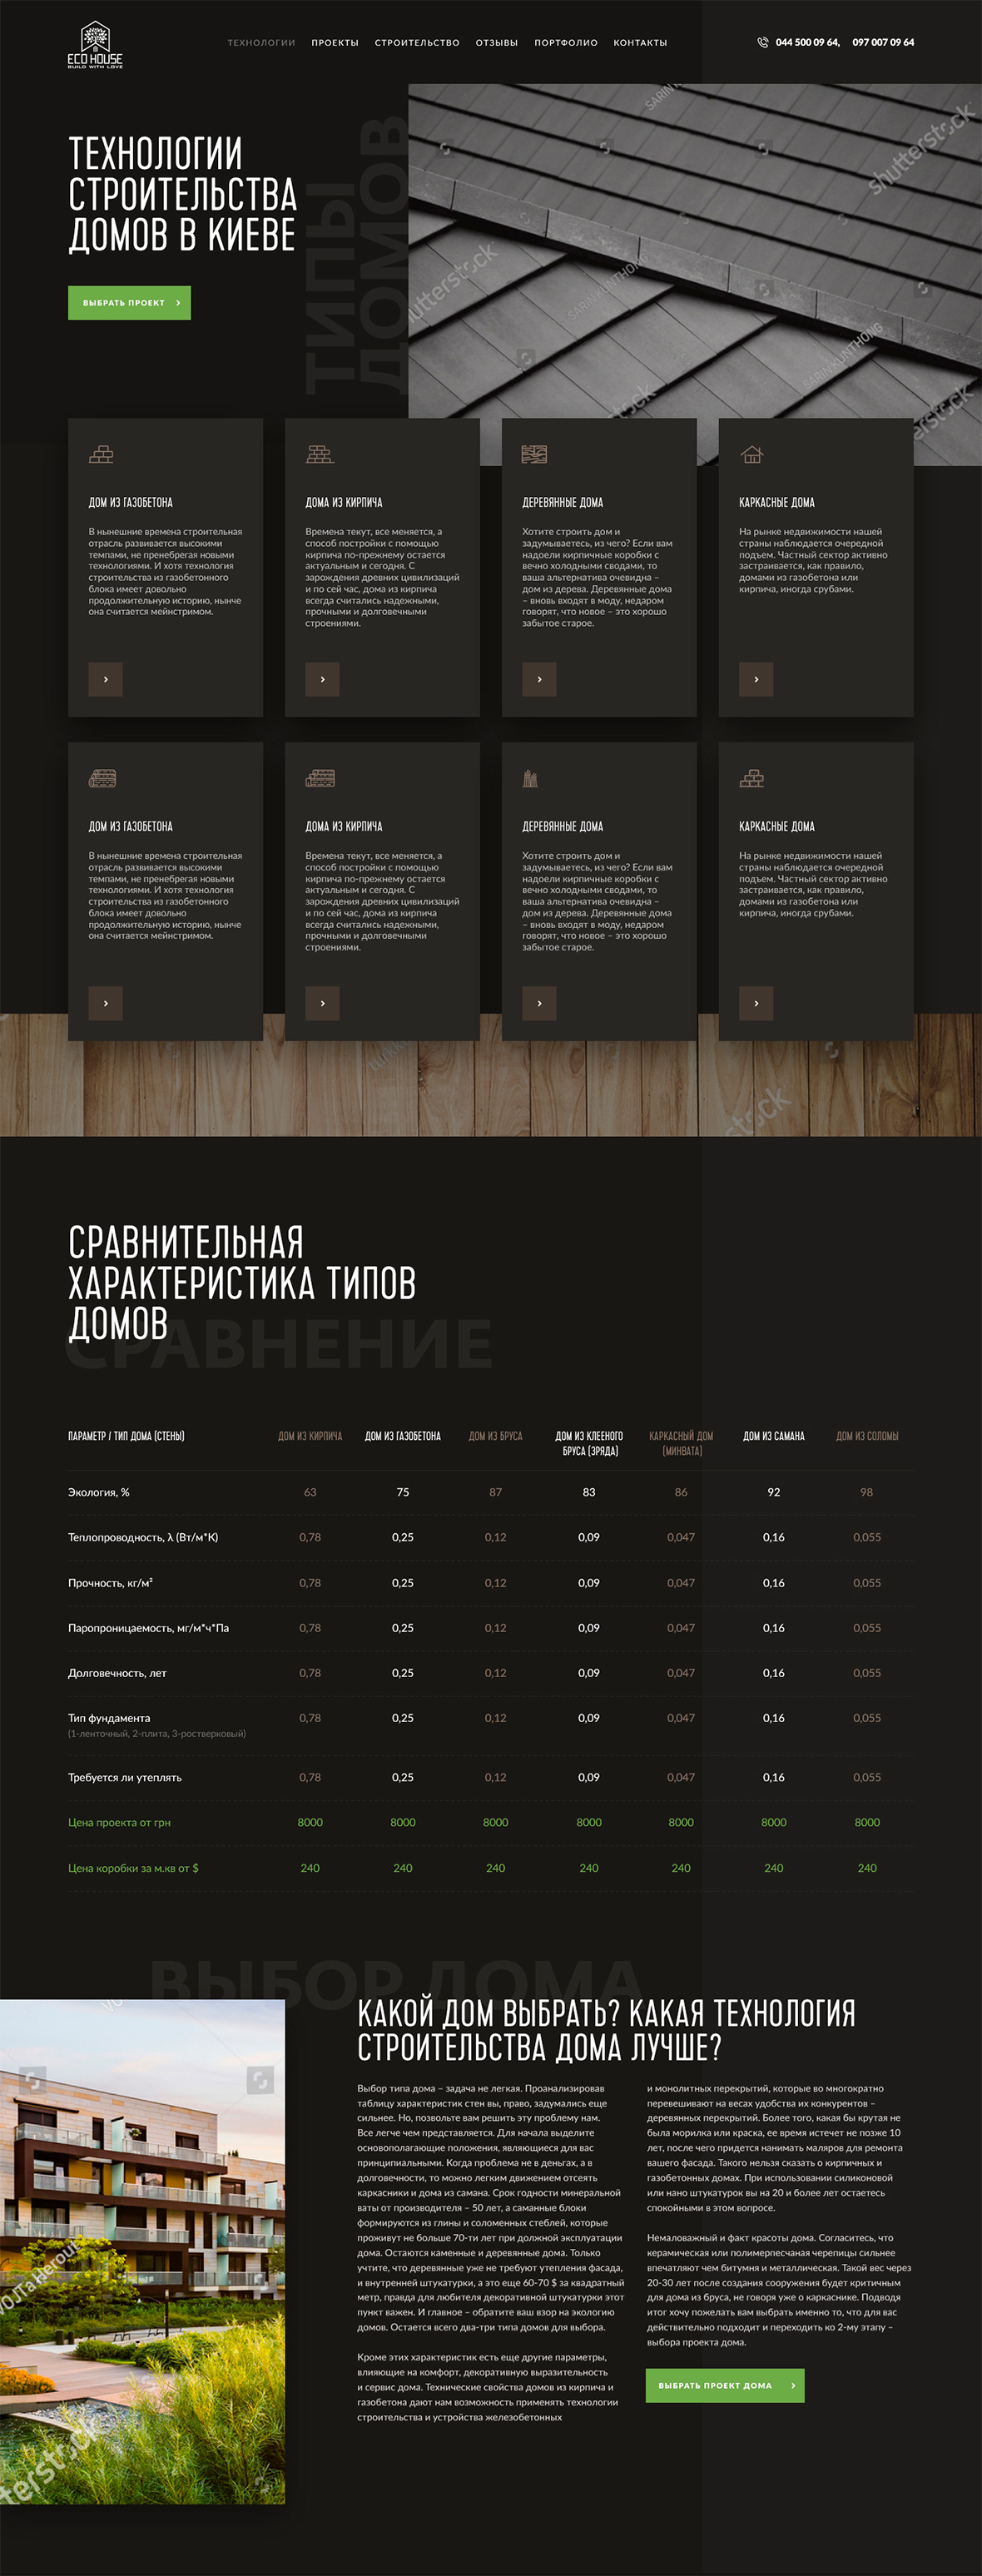 ECO HOUSE
BUILD WITH LOVE
ТЕХНОЛОГИИ ПРОЕКТЫ СТРОИТЕЛЬСТВО ОТЗЫВЫ ПОРТФОЛИО КОНТАКТЫ
044 500 09 64, 097 007 09 64
ТЕХНОЛОГИИ
СТРОИТЕЛЬСТВА
ДОМОВ В КИЕВЕ
ВЫБРАТЬ ПРОЕКТ
ТИПЫ
ДОМОВ
SARIN KUNTHONG
shutterstock
ДОМ ИЗ ГАЗОБЕТОНА
В нынешние времена строительная
отрасль развивается высокими
темпами, не пренебрегая новыми
технологиями. И хотя технология
строительства из газобетонного
блока имеет довольно
продолжительную историю, нынче
она считается мейнстримом.
ДОМА ИЗ КИРПИЧА
Времена текут, все меняется, а
способ постройки с помощью
кирпича по-прежнему остается
актуальным и сегодня. С
зарождения древних цивилизаций
и по сей час, дома из кирпича
всегда считались надежными,
прочными и долговечными
строениями.
ДЕРЕВЯННЫЕ ДОМА
Хотите строить дом и
задумываетесь, из чего? Если вам
надоели кирпичные коробки с
вечно холодными сводами, то
ваша альтернатива очевидна –
дом из дерева. Деревянные дома
– вновь входят в моду, недаром
говорят, что новое – это хорошо
забытое старое.
КАРКАСНЫЕ ДОМА
На рынке недвижимости нашей
страны наблюдается очередной
подъем. Частный сектор активно
застраивается, как правило,
домами из газобетона или
кирпича, иногда срубами.
ДОМ ИЗ ГАЗОБЕТОНА
В нынешние времена строительная
отрасль развивается высокими
темпами, не пренебрегая новыми
технологиями. И хотя технология
строительства из газобетонного
блока имеет довольно
продолжительную историю, нынче
она считается мейнстримом.
ДОМА ИЗ КИРПИЧА
Времена текут, все меняется, а
способ постройки с помощью
кирпича по-прежнему остается
актуальным и сегодня. С
зарождения древних цивилизаций
и по сей час, дома из кирпича
всегда считались надежными,
прочными и долговечными
строениями.
ДЕРЕВЯННЫЕ ДОМА
Хотите строить дом и
задумываетесь, из чего? Если вам
надоели кирпичные коробки с
вечно холодными сводами, то
ваша альтернатива очевидна –
дом из дерева. Деревянные дома
– вновь входят в моду, недаром
говорят, что новое – это хорошо
забытое старое.
КАРКАСНЫЕ ДОМА
На рынке недвижимости нашей
страны наблюдается очередной
подъем. Частный сектор активно
застраивается, как правило,
домами из газобетона или
кирпича, иногда срубами.
СРАВНИТЕЛЬНАЯ
ХАРАКТЕРИСТИКА ТИПОВ
ДОМОВ
СРАВНЕНИЕ
ПАРАМЕТР / ТИП ДОМА (СТЕНЫ) ДОМ ИЗ КИРПИЧА ДОМ ИЗ ГАЗОБЕТОНА ДОМ ИЗ БРУСА ДОМ ИЗ КЛЕЕНОГО КАРКАСНЫЙ ДОМ ДОМ ИЗ САМАНА ДОМ ИЗ СОЛОМЫ
БРУСА (ЗРЯДА) (МИНВАТА)
Экология, % 63 75 87 83 86 92 98
Теплопроводность, λ (Вт/м*К) 0,78 0,25 0,12 0,09 0,047 0,16 0,055
Прочность, кг/м² 0,78 0,25 0,12 0,09 0,047 0,16 0,055
Паропроницаемость, мг/м*ч*Па 0,78 0,25 0,12 0,09 0,047 0,16 0,055
Долговечность, лет 0,78 0,25 0,12 0,09 0,047 0,16 0,055
Тип фундамента 0,78 0,25 0,12 0,09 0,047 0,16 0,055
(1-ленточный, 2-плита, 3-ростверковый)
Требуется ли утеплять 0,78 0,25 0,12 0,09 0,047 0,16 0,055
Цена проекта от грн 8000 8000 8000 8000 8000 8000 8000
Цена коробки за м.кв от $ 240 240 240 240 240 240 240
ВЫБОР ДОМА
КАКОЙ ДОМ ВЫБРАТЬ? КАКАЯ ТЕХНОЛОГИЯ
СТРОИТЕЛЬСТВА ДОМА ЛУЧШЕ?
Выбор типа дома – задача не легкая. Проанализировав
таблицу характеристик стен вы, право, задумались еще
сильнее. Но, позвольте вам решить эту проблему нам.
Все легче чем представляется. Для начала выделите
основополагающие положения, являющиеся для вас
принципиальными. Когда проблема не в деньгах, а в
долговечности, то можно легким движением отсеять
каркасники и дома из самана. Срок годности минеральной
ваты от производителя – 50 лет, а саманные блоки
формируются из глины и соломенных стеблей, которые
проживут не больше 70-ти лет при должной эксплуатации
дома. Остаются каменные и деревянные дома. Только
учтите, что деревянные уже не требуют утепления фасада,
и внутренней штукатурки, а это еще 60-70 $ за квадратный
метр, правда для любителя декоративной штукатурки этот
пункт важен. И главное – обратите ваш взор на экологию
домов. Остается всего два-три типа домов для выбора.
Кроме этих характеристик есть еще другие параметры,
влияющие на комфорт, декоративную выразительность
и сервис дома. Технические свойства домов из кирпича и
газобетона дают нам возможность применять технологии
строительства и устройства железобетонных
и монолитных перекрытий, которые во многократно
перевешивают на весах удобства их конкурентов –
деревянных перекрытий. Более того, какая бы крутая не
была морилка или краска, ее время истечет не позже 10
лет, после чего придется нанимать маляров для ремонта
вашего фасада. Такого нельзя сказать о кирпичных и
газобетонных домах. При использовании силиконовой
или нано штукатурок вы на 20 и более лет остаетесь
спокойными в этом вопросе.
Немаловажный и факт красоты дома. Согласитесь, что
керамическая или полимерпесчаная черепицы сильнее
впечатляют чем битумня и металлическая. Такой вес через
20-30 лет после создания сооружения будет критичным
для дома из бруса, не говоря уже о каркаснике. Подводя
итог хочу пожелать вам выбрать именно то, что для вас
действительно подходит и переходить ко 2-му этапу –
выбора проекта дома.
ВЫБРАТЬ ПРОЕКТ ДОМА